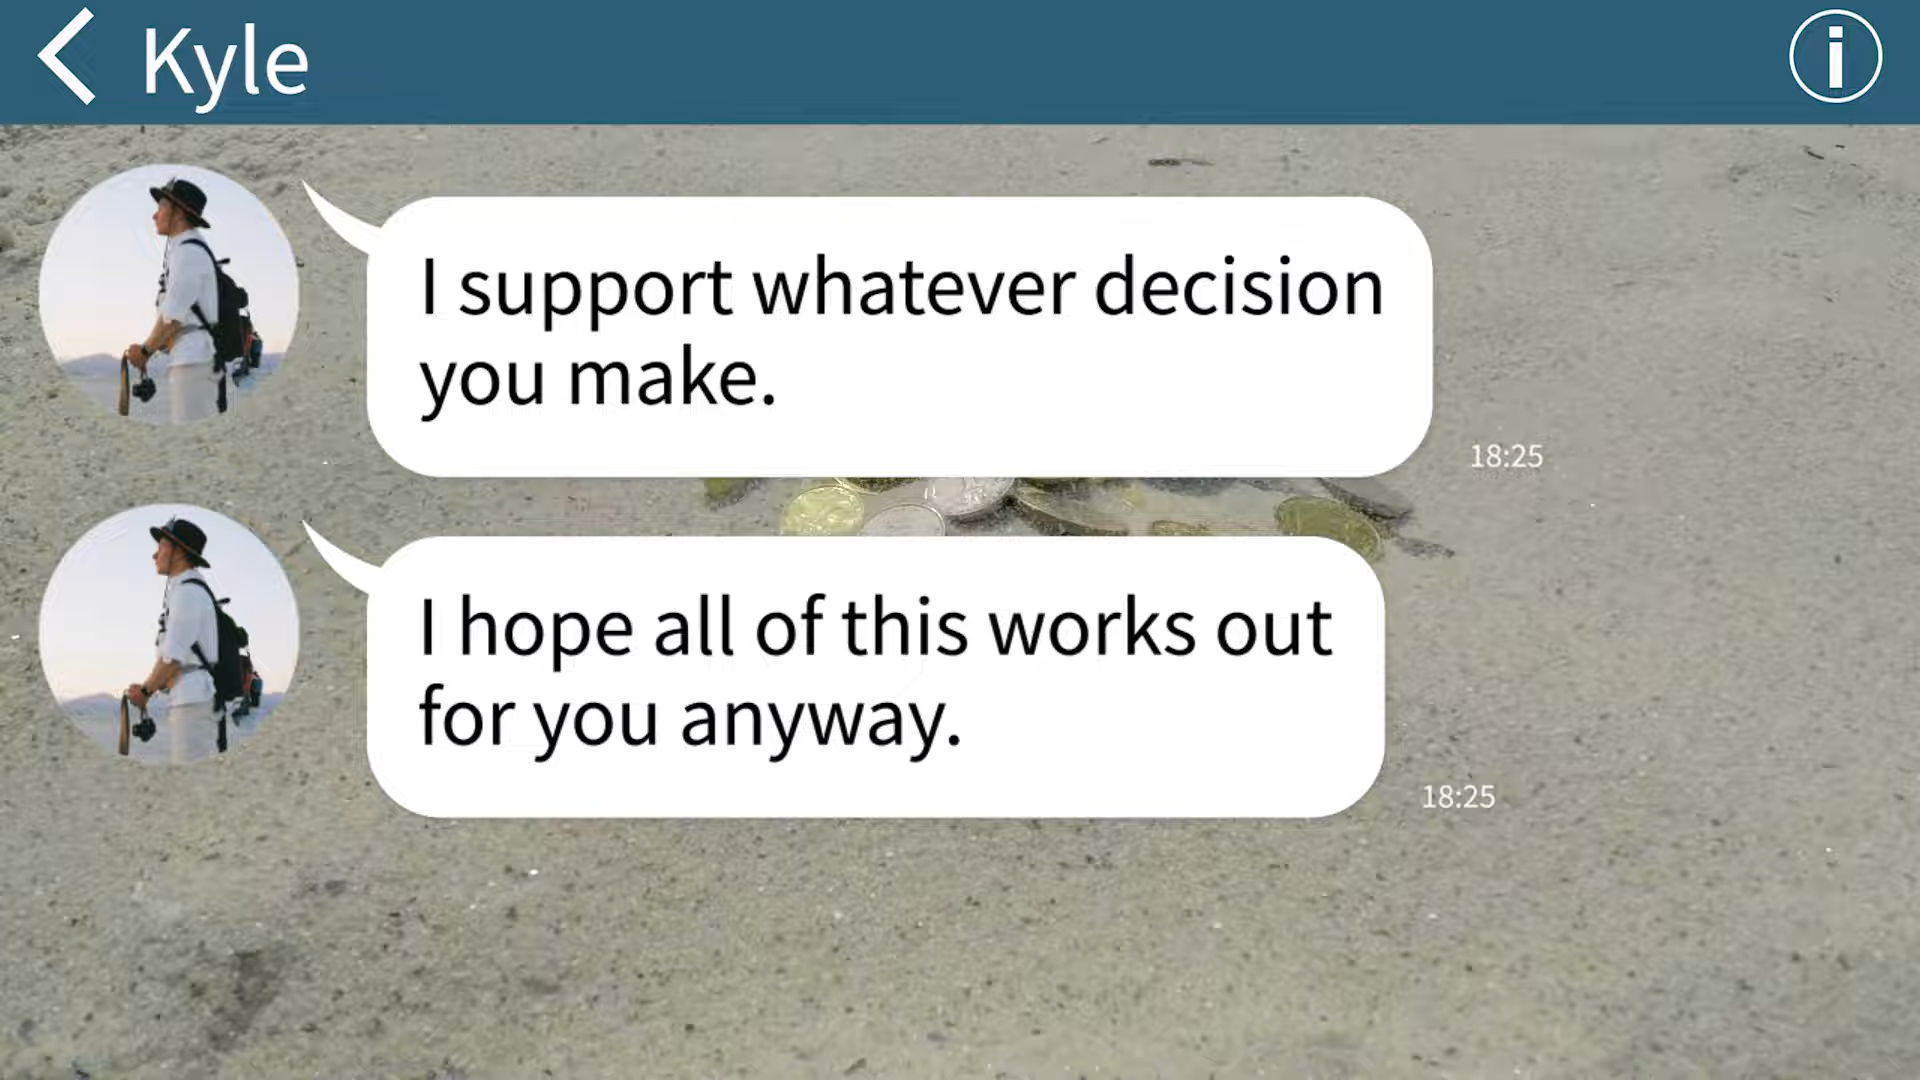 Kyle
I support whatever decision
you make.
18:25
I hope all of this works out
for you anyway.
18:25